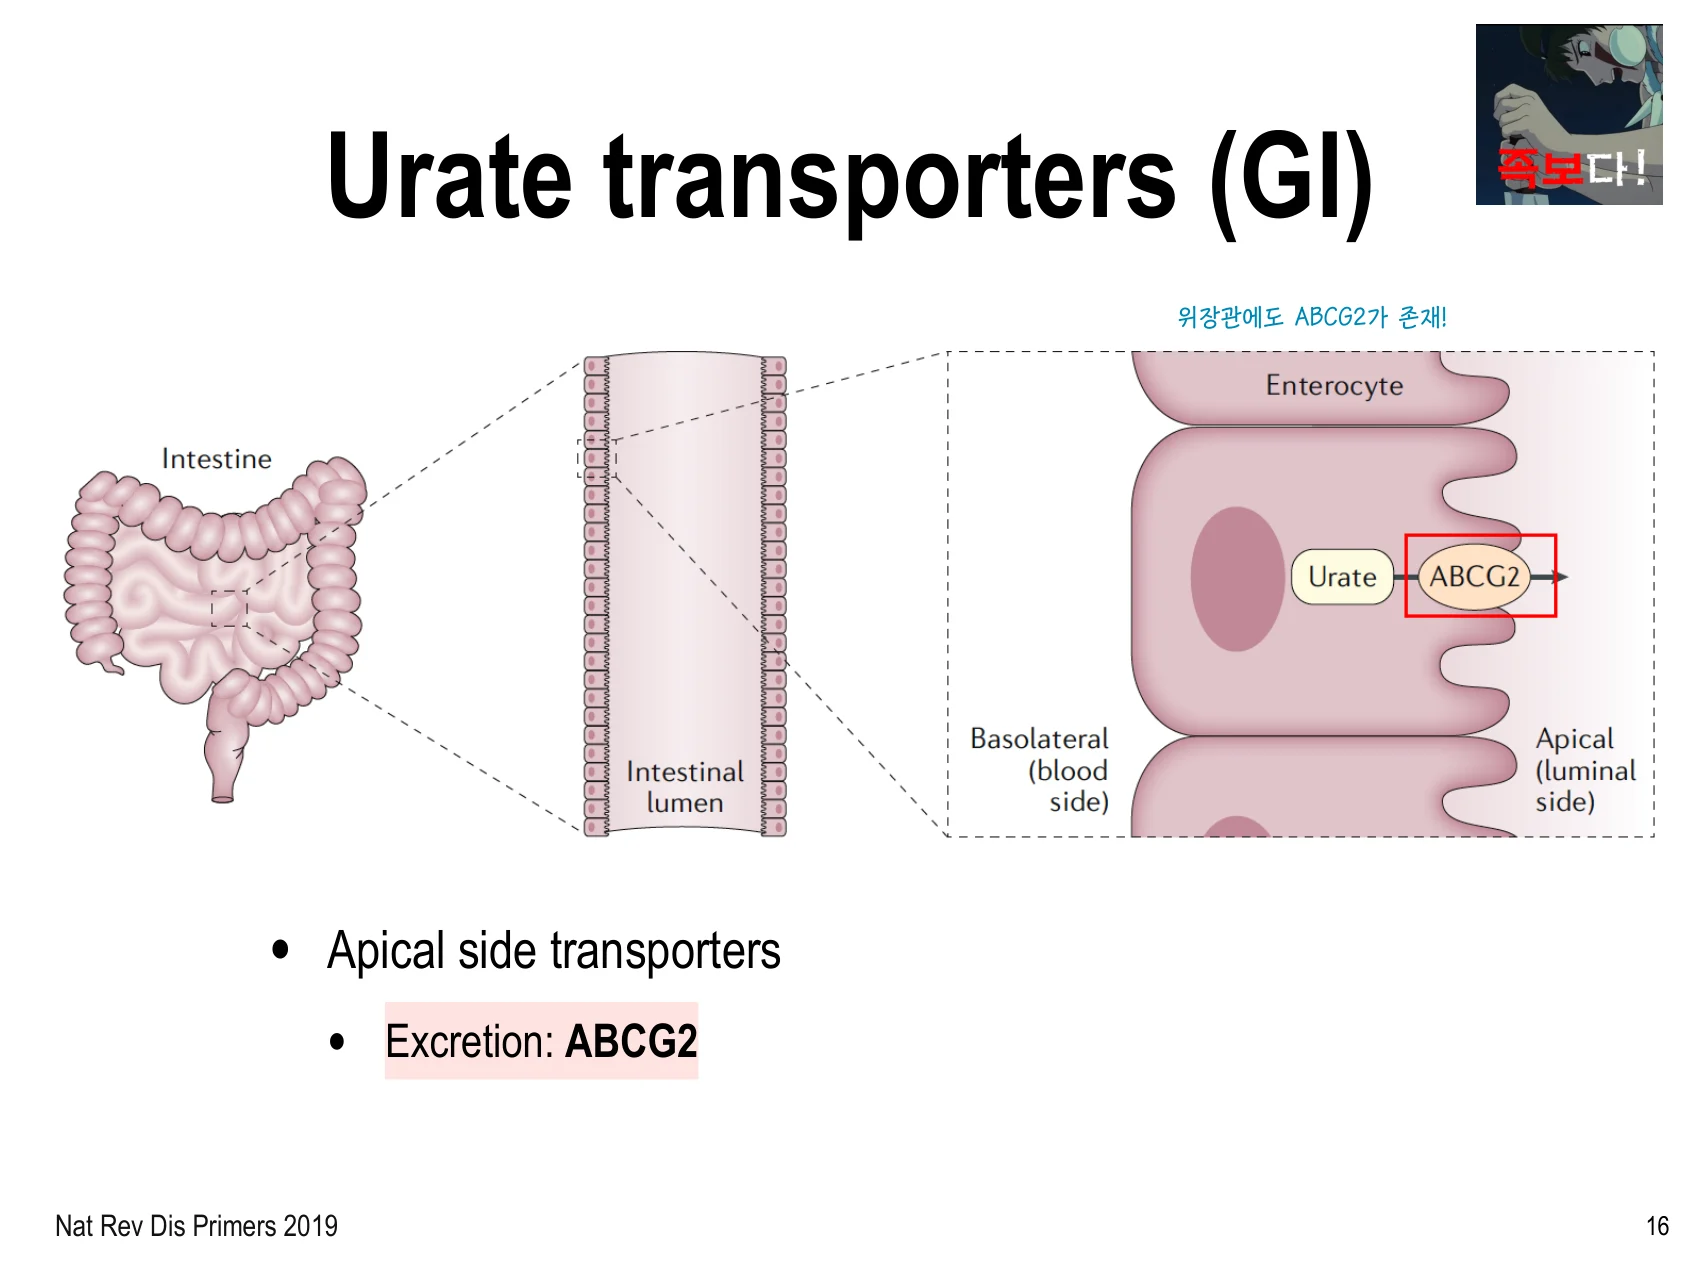 족보다!
Urate transporters (GI)
위장관에도 ABCG2가 존재!
Intestine
Intestinal
lumen
Enterocyte
Urate
ABCG2
Basolateral
(blood
side)
Apical
(luminal
side)
• Apical side transporters
• Excretion: ABCG2
Nat Rev Dis Primers 2019
16